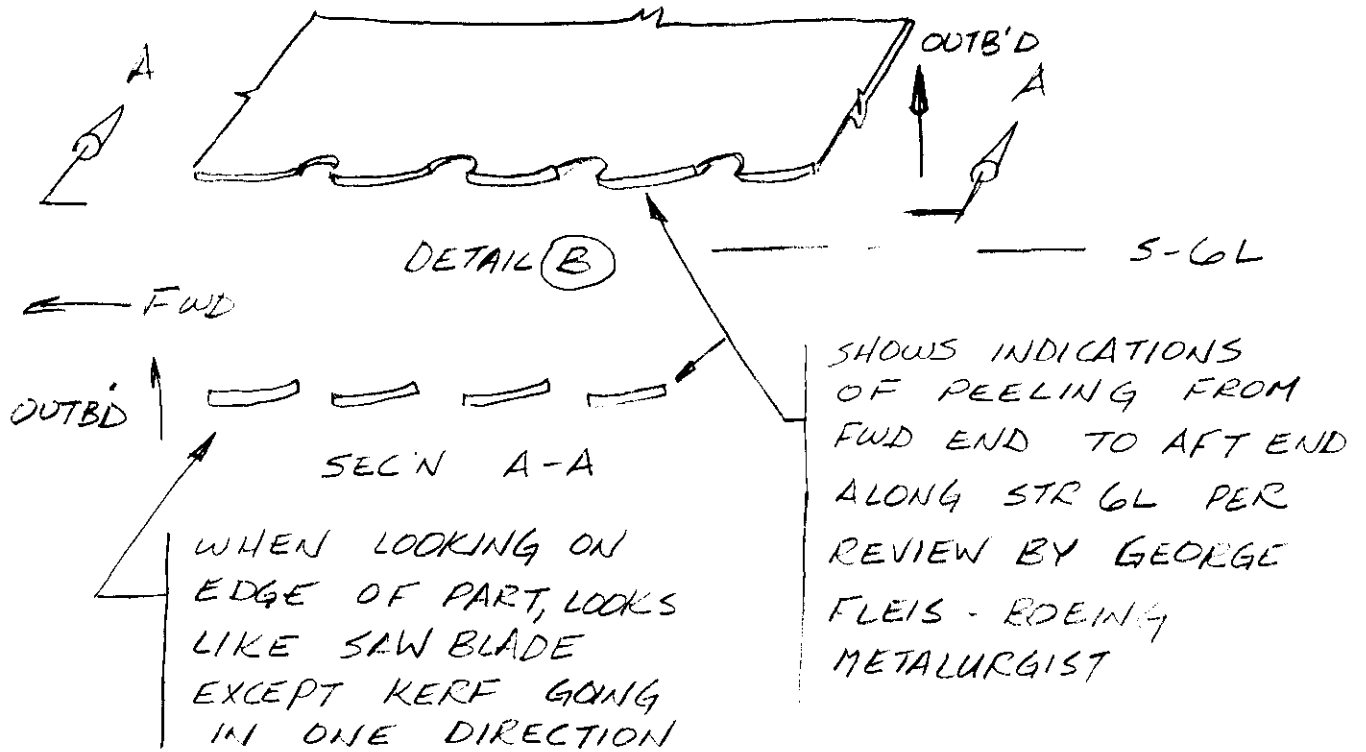 OUTB'D
A
A
DETAIL B
S-6L
FWD
OUTB'D
SEC'N A-A
SHOWS INDICATIONS
OF PEELING FROM
FWD END TO AFT END
ALONG STR 6L PER
REVIEW BY GEORGE
FLEIS - BOEING
METALURGIST
WHEN LOOKING ON
EDGE OF PART, LOOKS
LIKE SAW BLADE
EXCEPT KERF GOING
IN ONE DIRECTION